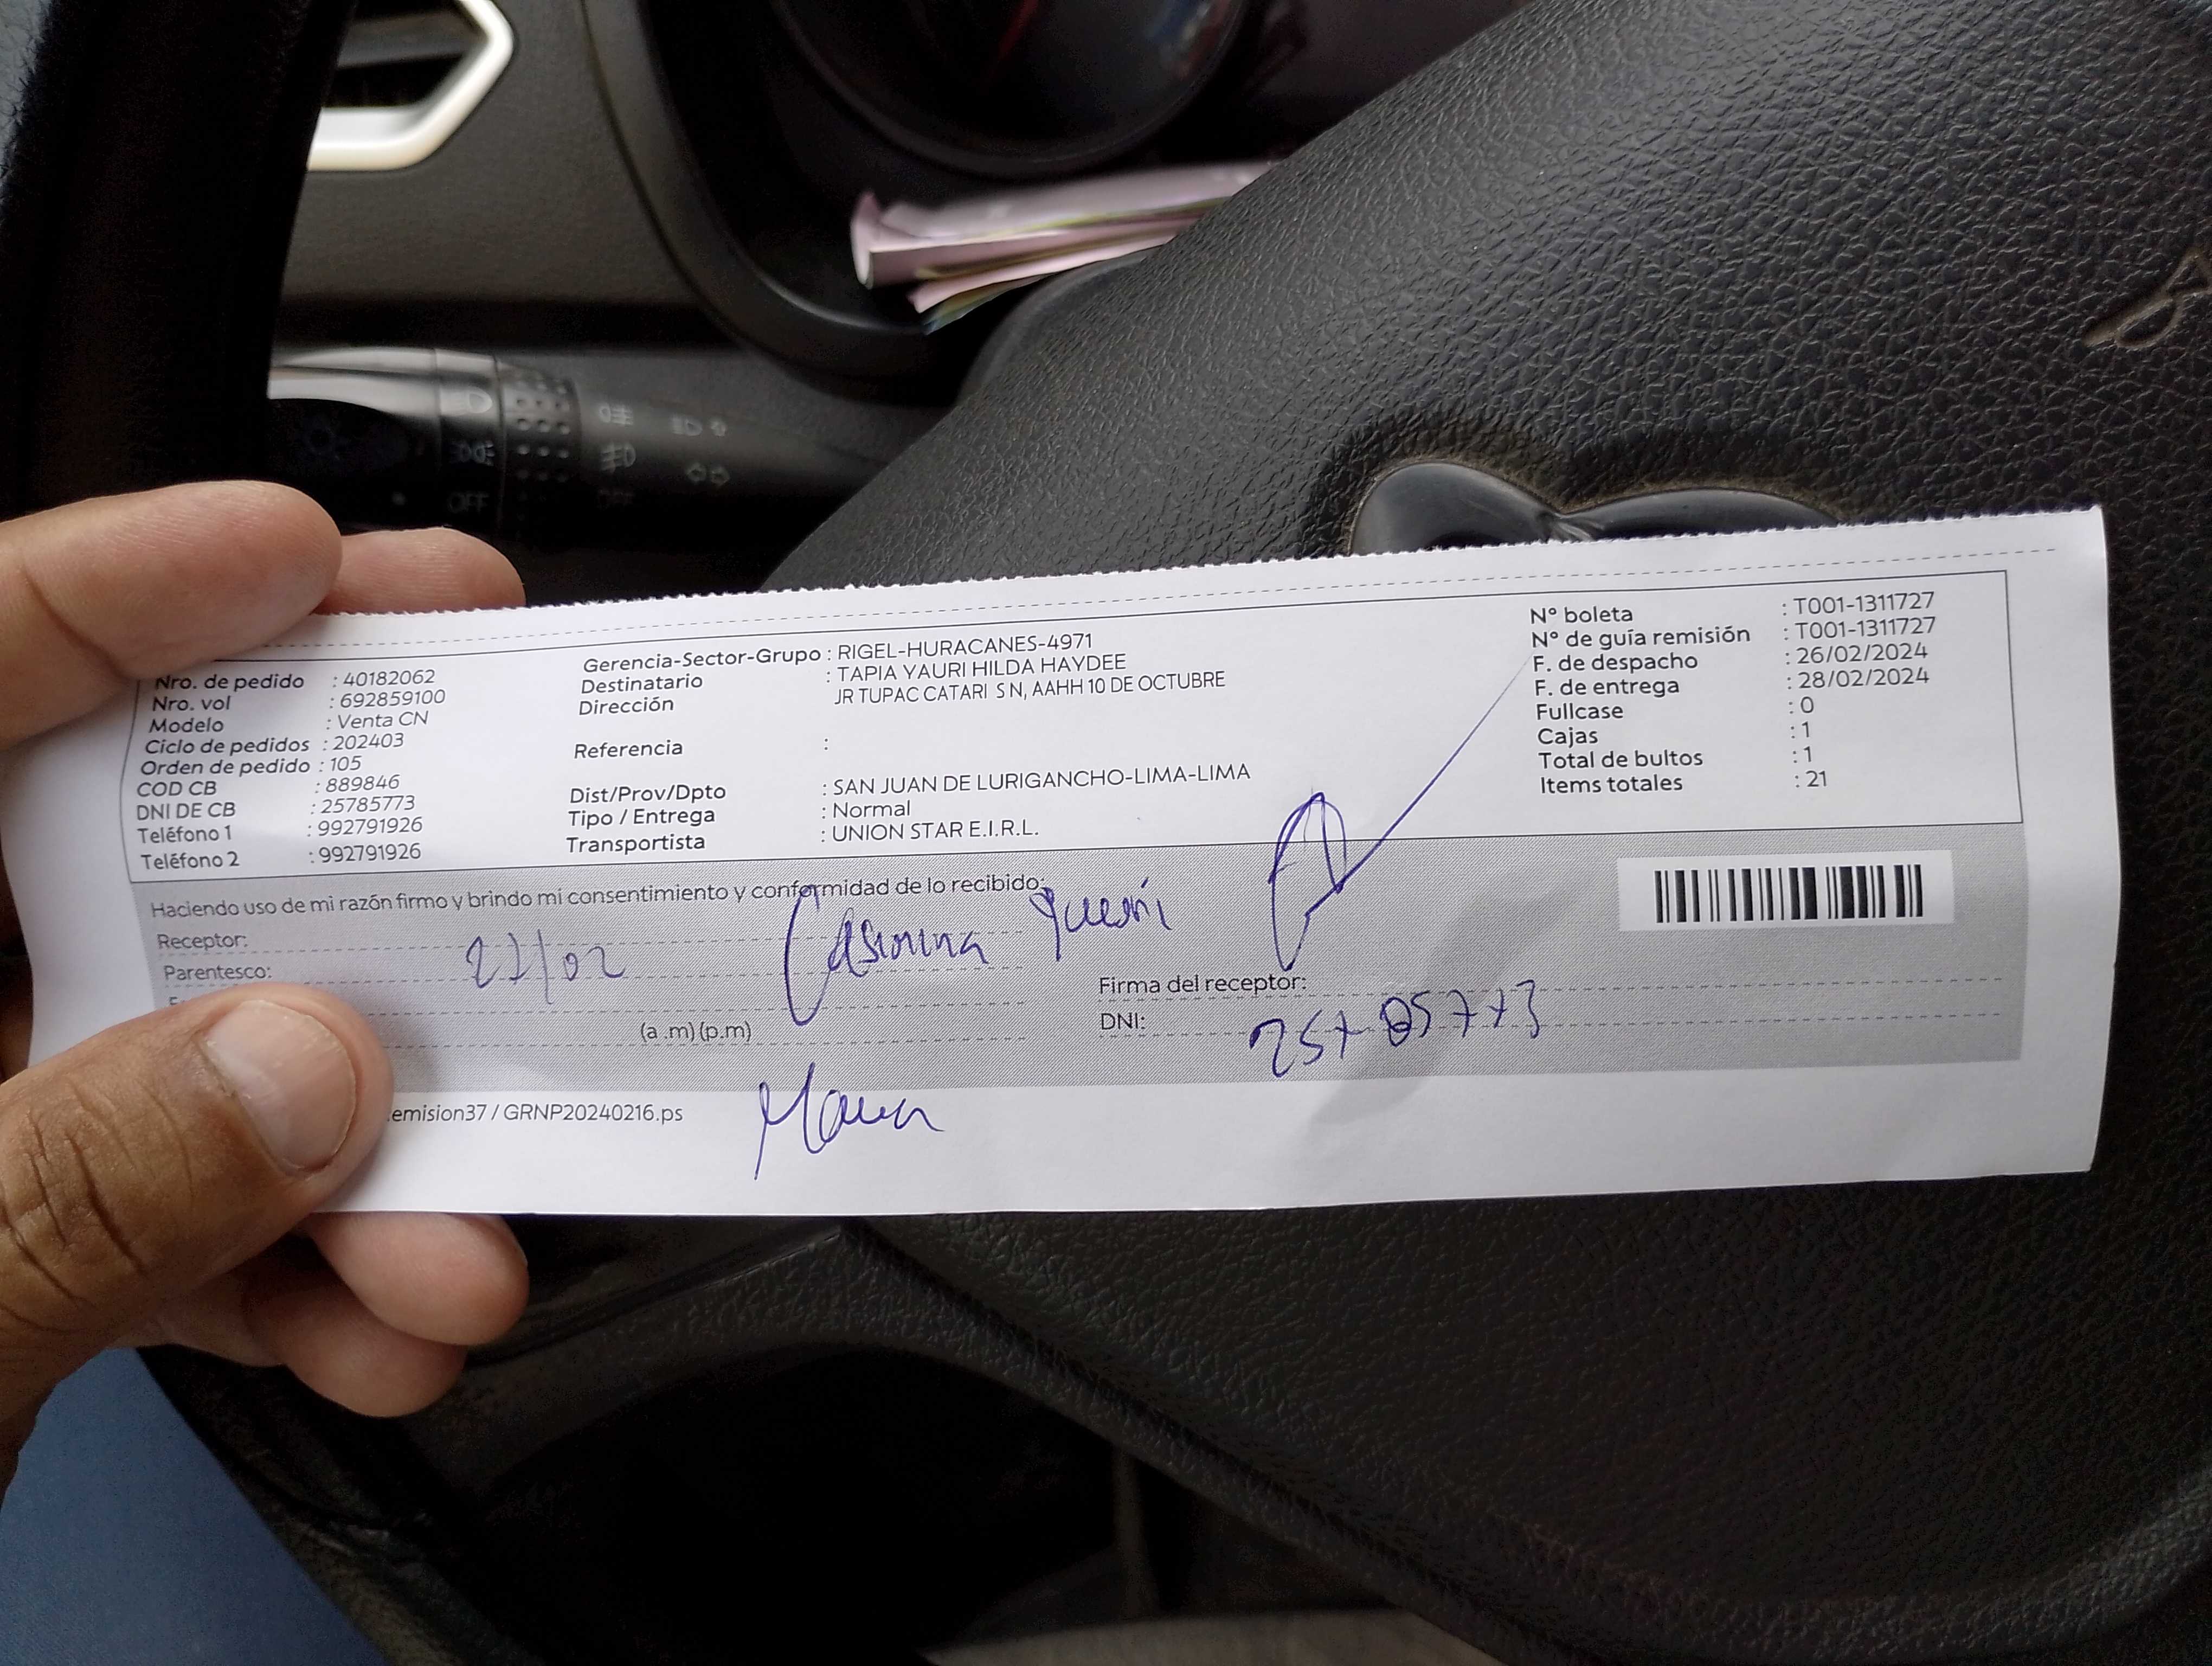 Nro. de pedido : 40182062
Nro. vol : 692859100
Modelo : Venta CN
Ciclo de pedidos : 202403
Orden de pedido : 105
COD CB : 889846
DNI DE CB : 25785773
Teléfono 1 : 992791926
Teléfono 2 : 992791926
Gerencia-Sector-Grupo : RIGEL-HURACANES-4971
Destinatario : TAPIA YAURI HILDA HAYDEE
Dirección JR TUPAC CATARI S N, AAHH 10 DE OCTUBRE
Referencia :
Dist/Prov/Dpto : SAN JUAN DE LURIGANCHO-LIMA-LIMA
Tipo / Entrega : Normal
Transportista : UNION STAR E.I.R.L.
N° boleta : T001-1311727
N° de guía remisión : T001-1311727
F. de despacho : 26/02/2024
F. de entrega : 28/02/2024
Fullcase : 0
Cajas : 1
Total de bultos : 1
Items totales : 21
Haciendo uso de mi razón firmo y brindo mi consentimiento y conformidad de lo recibido:
Receptor:
Parentesco: 27/02
(a .m) (p.m)
Firma del receptor:
DNI:
.emision37 / GRNP20240216.ps
OFF